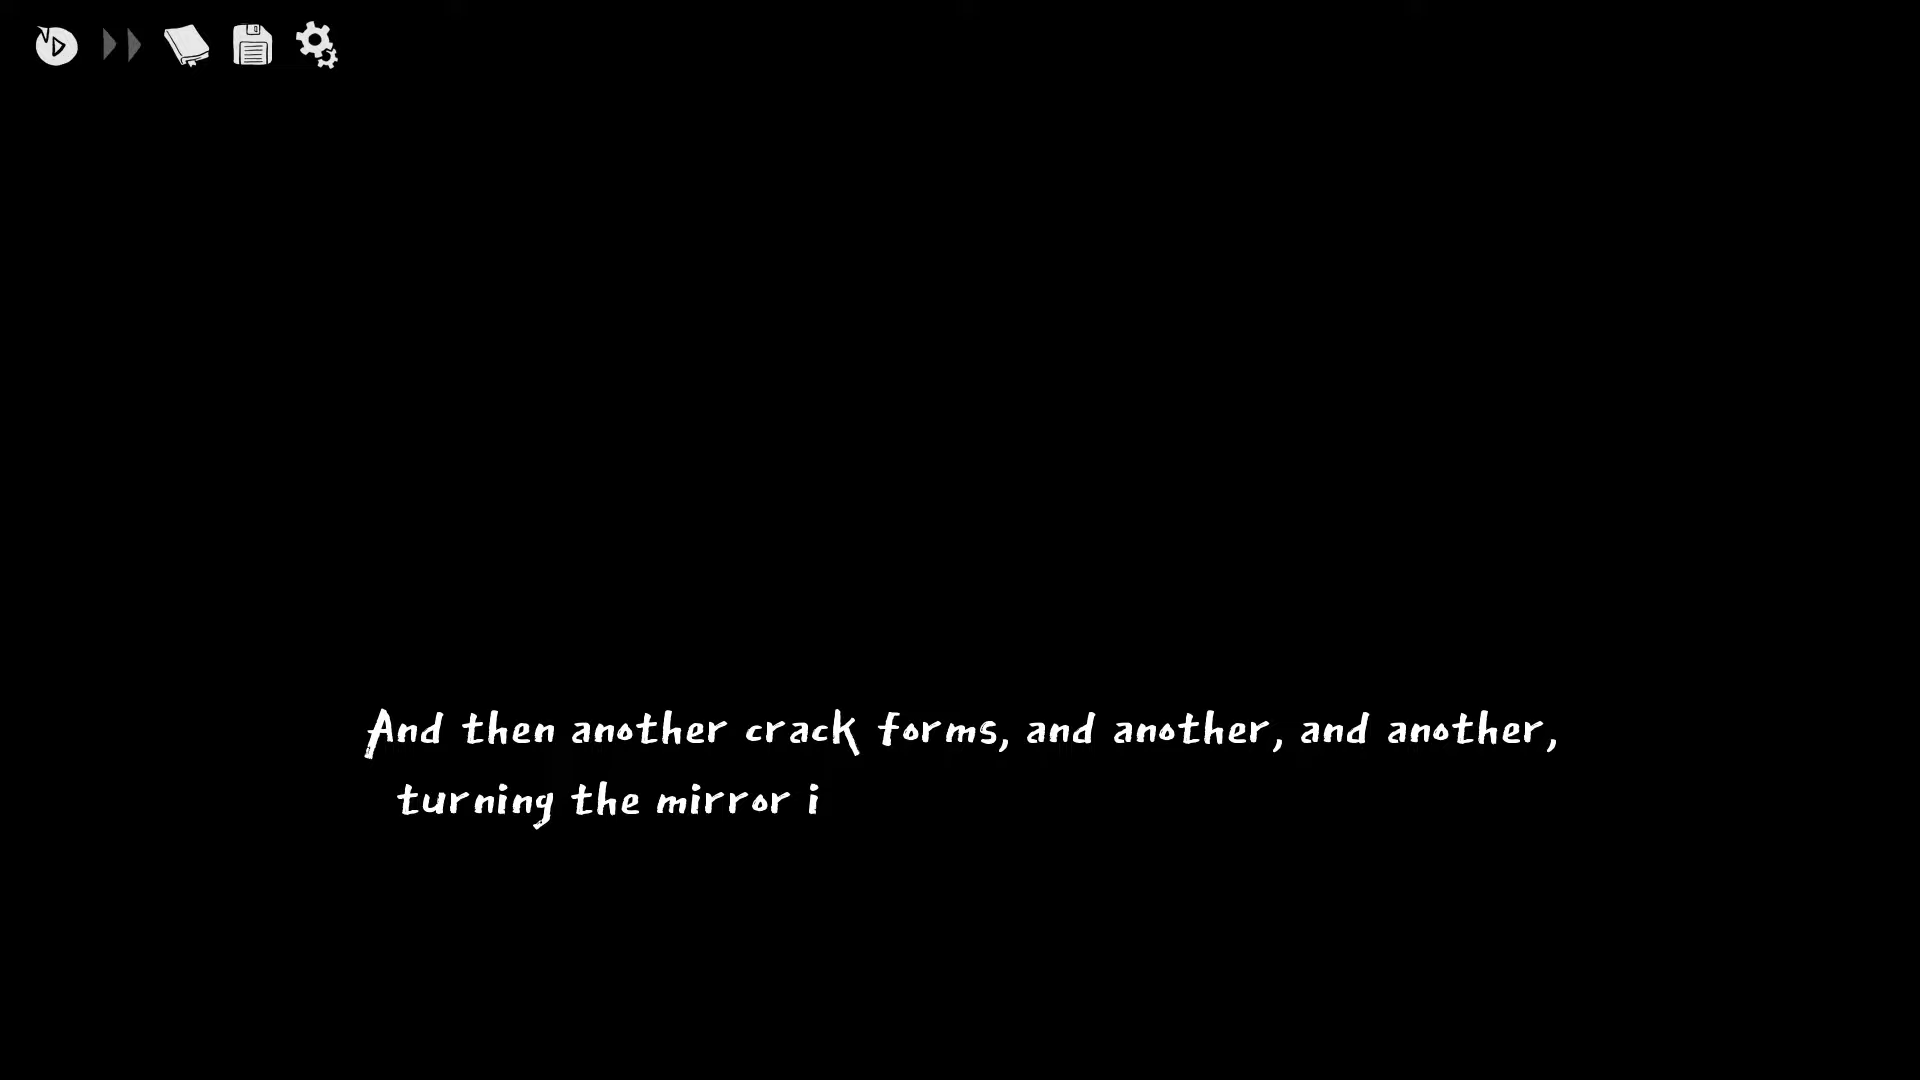 And then another crack forms, and another, and another,
turning the mirror i